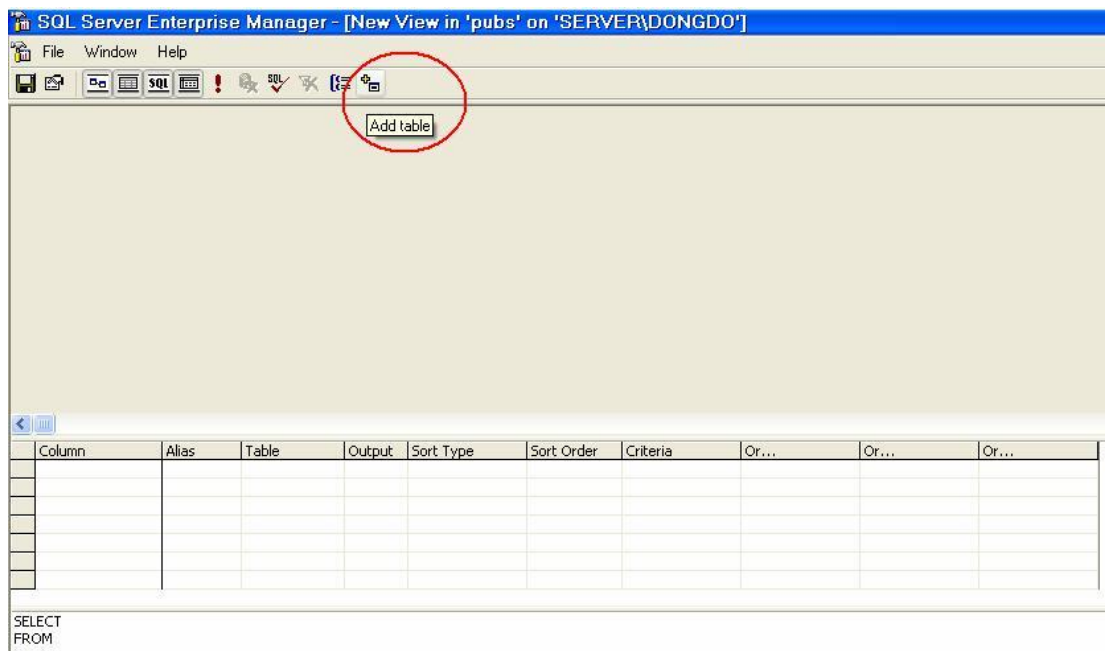 SQL Server Enterprise Manager - [New View in 'pubs' on 'SERVER\DONGDO']
File Window Help
SQL SQL
Add table
Column Alias Table Output Sort Type Sort Order Criteria Or... Or... Or...
SELECT
FROM